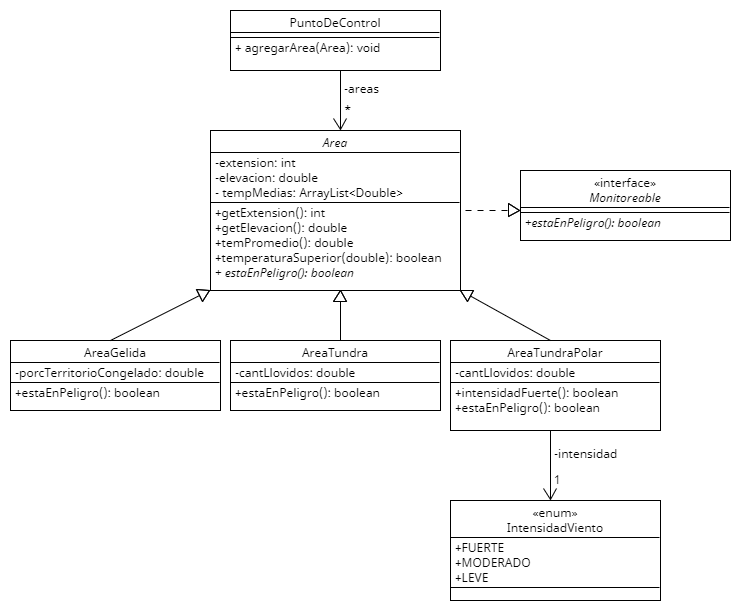 PuntoDeControl
+ agregarArea(Area): void
-areas
*
Area
-extension: int
-elevacion: double
- tempMedias: ArrayList<Double>
+getExtension(): int
+getElevacion(): double
+temPromedio(): double
+temperaturaSuperior(double): boolean
+ estaEnPeligro(): boolean
«interface»
Monitoreable
+estaEnPeligro(): boolean
AreaGelida
-porcTerritorioCongelado: double
+estaEnPeligro(): boolean
AreaTundra
-cantLlovidos: double
+estaEnPeligro(): boolean
AreaTundraPolar
-cantLlovidos: double
+intensidadFuerte(): boolean
+estaEnPeligro(): boolean
-intensidad
1
«enum»
IntensidadViento
+FUERTE
+MODERADO
+LEVE